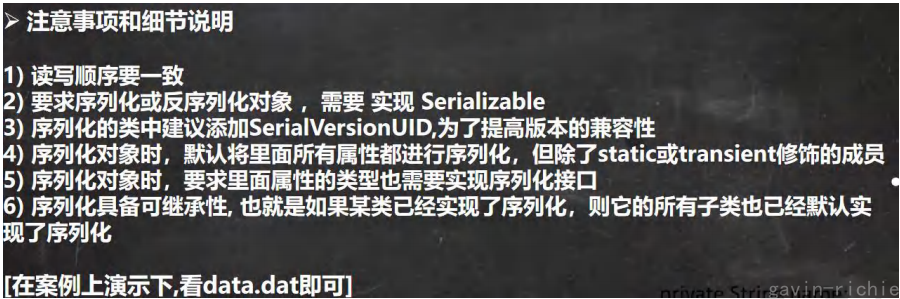 ➢ 注意事项和细节说明
1) 读写顺序要一致
2) 要求序列化或反序列化对象 ，需要 实现 Serializable
3) 序列化的类中建议添加SerialVersionUID,为了提高版本的兼容性
4) 序列化对象时，默认将里面所有属性都进行序列化，但除了static或transient修饰的成员
5) 序列化对象时，要求里面属性的类型也需要实现序列化接口
6) 序列化具备可继承性, 也就是如果某类已经实现了序列化，则它的所有子类也已经默认实
现了序列化
[在案例上演示下,看data.dat即可]
private String
gavin-richie